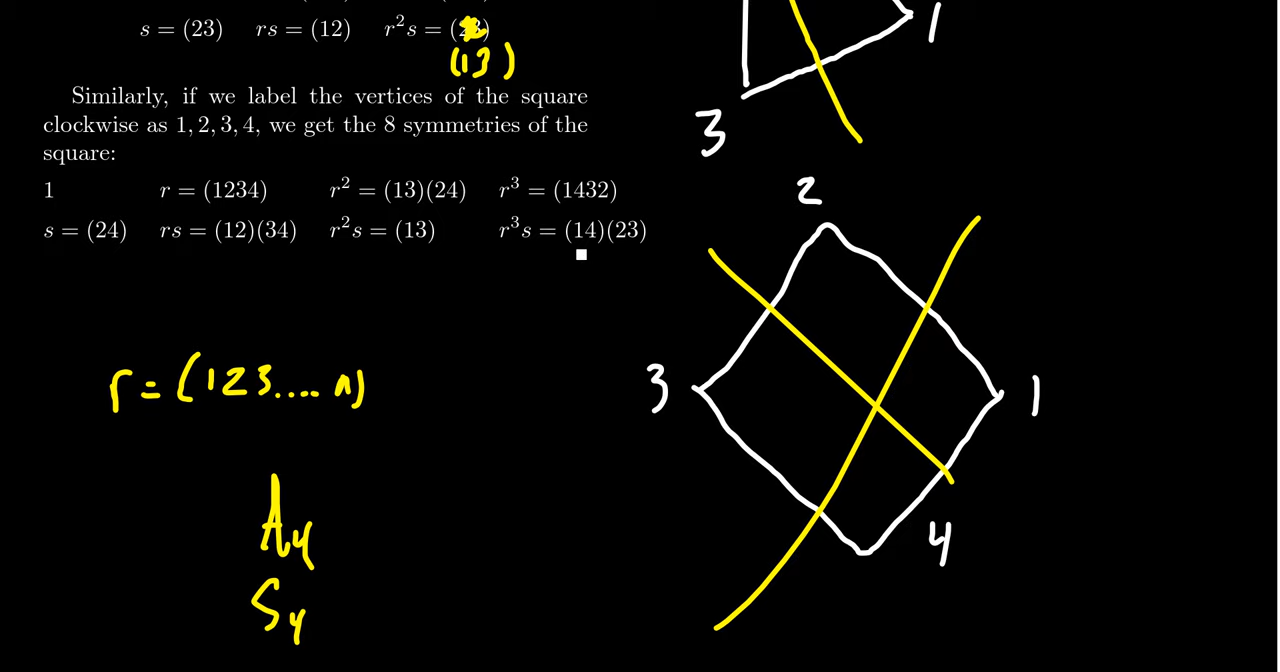 s = (23) rs = (12) r²s = (
(13)
Similarly, if we label the vertices of the square
clockwise as 1, 2, 3, 4, we get the 8 symmetries of the
square:
1 r = (1234) r² = (13)(24) r³ = (1432)
s = (24) rs = (12)(34) r²s = (13) r³s = (14)(23)
r = (123.... n)
A₄
S₄
1
3
2
3
1
4